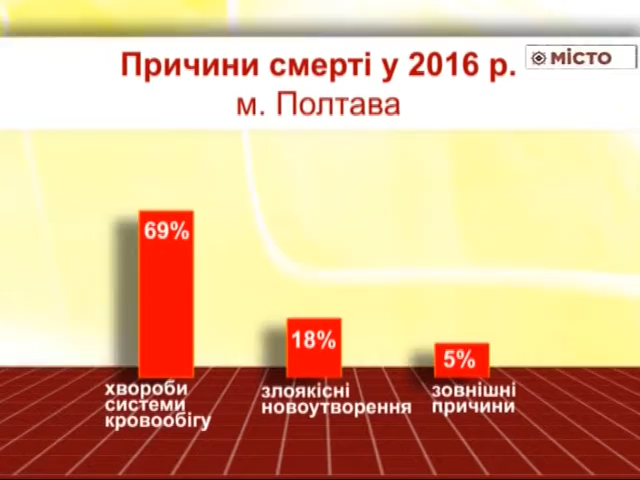 Причини смерті у 2016 р.
МІСТО
м. Полтава
69%
18%
5%
хвороби
системи
кровообігу
злоякісні
новоутворення
зовнішні
причини